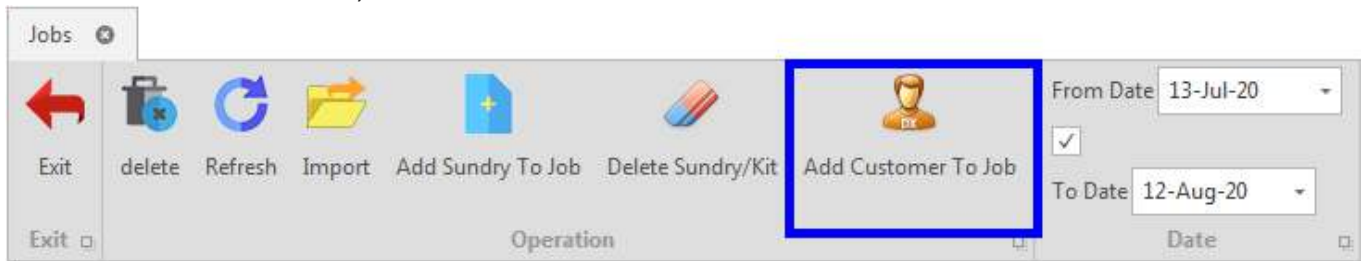 Jobs
Exit
delete
Refresh
Import
Add Sundry To Job
Delete Sundry/Kit
Add Customer To Job
From Date 13-Jul-20
To Date 12-Aug-20
Exit
Operation
Date